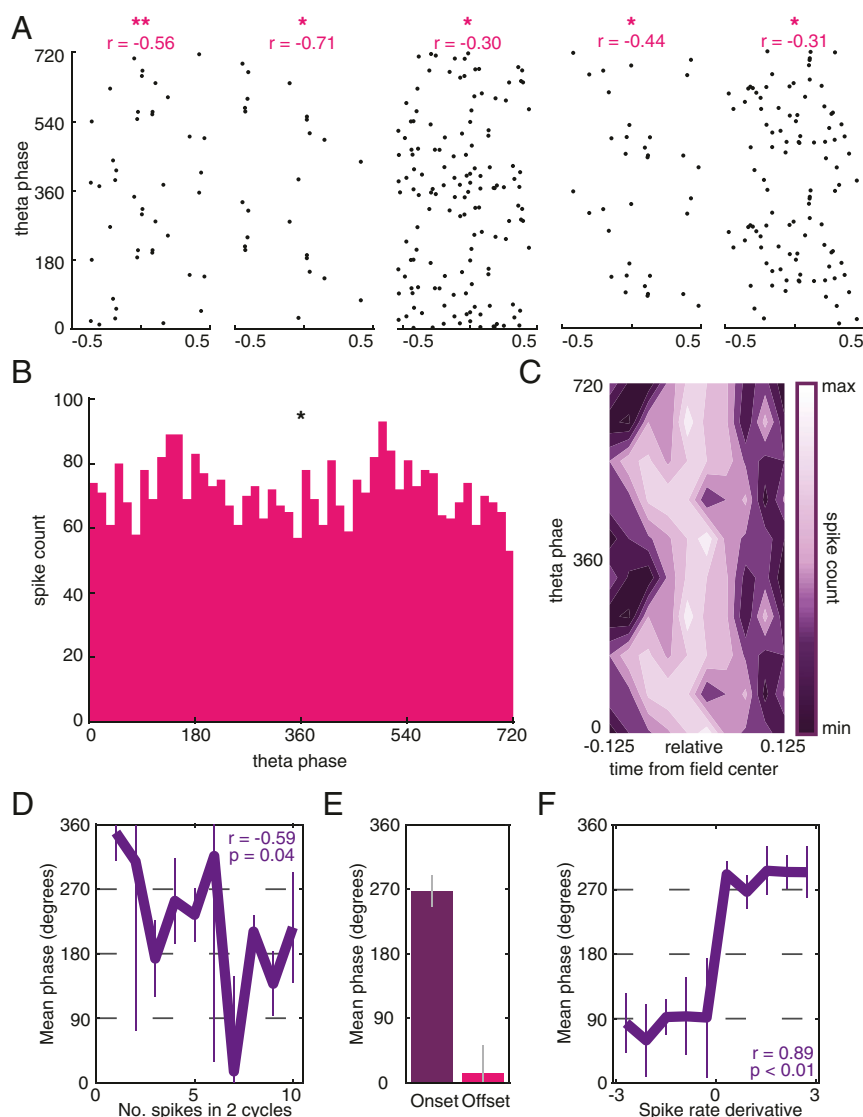 A
** * * * *
r = -0.56 r = -0.71 r = -0.30 r = -0.44 r = -0.31
720
540
360
180
0
theta phase
-0.5 0.5 -0.5 0.5 -0.5 0.5 -0.5 0.5 -0.5 0.5
B
100
80
60
40
20
0
spike count
*
0 180 360 540 720
theta phase
C
720
360
0
theta phae
-0.125 relative 0.125
time from field center
max
spike count
min
D
360
270
180
90
0
Mean phase (degrees)
r = -0.59
p = 0.04
0 5 10
No. spikes in 2 cycles
E
360
270
180
90
0
Mean phase (degrees)
Onset Offset
F
360
270
180
90
0
Mean phase (degrees)
r = 0.89
p < 0.01
-3 0 3
Spike rate derivative